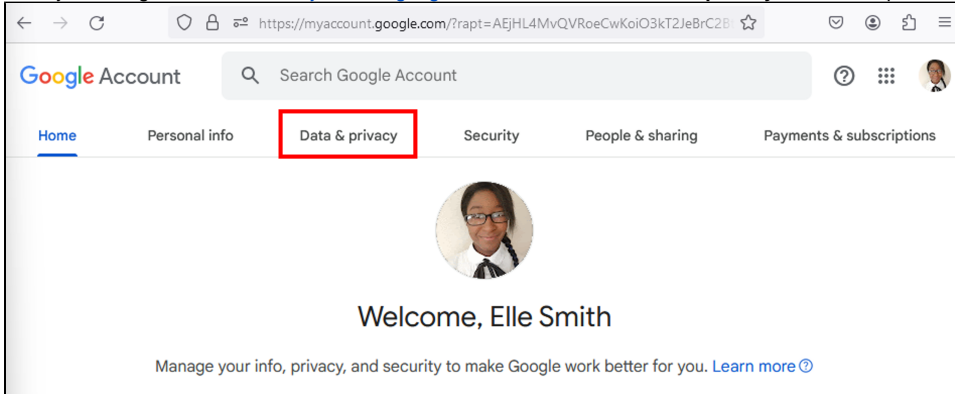 https://myaccount.google.com/?rapt=AEjHL4MvQVRoeCwKoiO3kT2JeBrC2B
Google Account
Search Google Account
Home Personal info Data & privacy Security People & sharing Payments & subscriptions
Welcome, Elle Smith
Manage your info, privacy, and security to make Google work better for you. Learn more